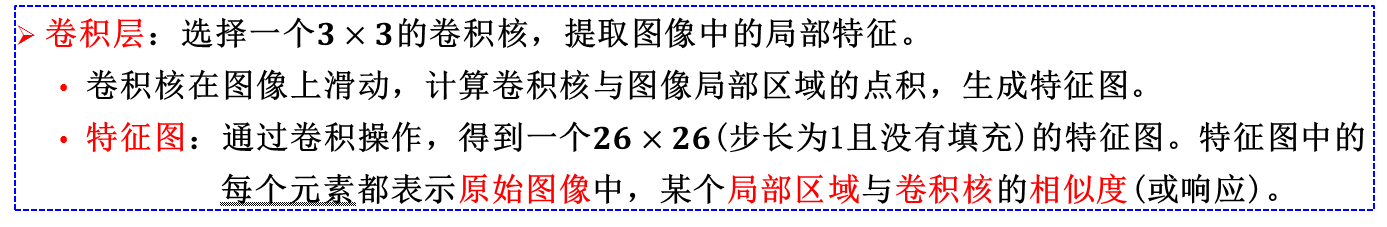 ➢ 卷积层：选择一个3 × 3的卷积核，提取图像中的局部特征。
• 卷积核在图像上滑动，计算卷积核与图像局部区域的点积，生成特征图。
• 特征图：通过卷积操作，得到一个26 × 26(步长为1且没有填充)的特征图。特征图中的
每个元素都表示原始图像中，某个局部区域与卷积核的相似度(或响应)。